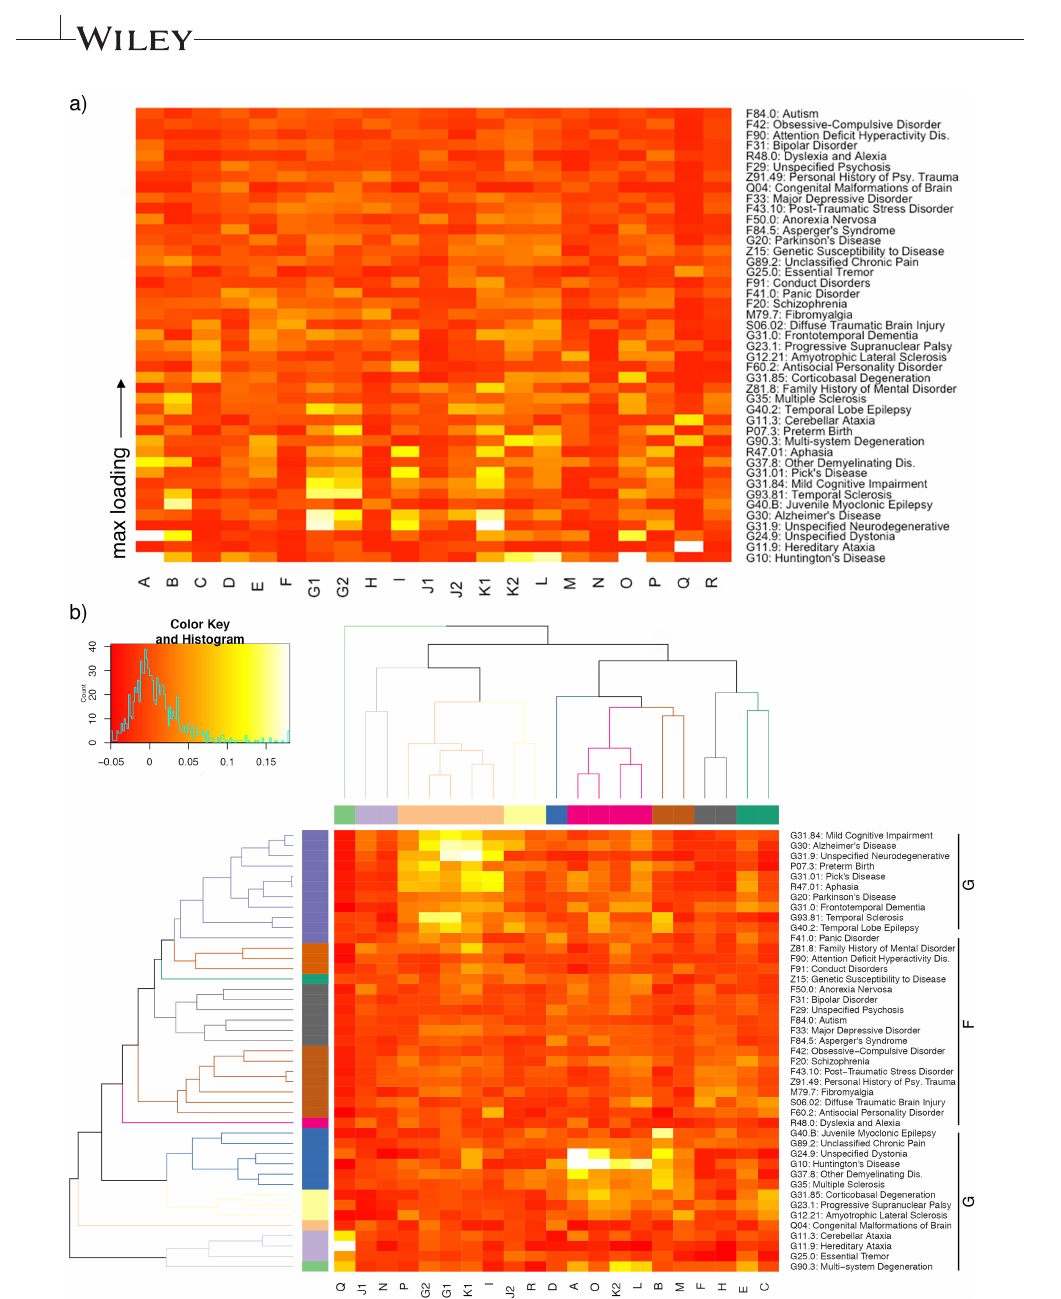 WILEY
a)
F84.0: Autism
F42: Obsessive-Compulsive Disorder
F90: Attention Deficit Hyperactivity Dis.
F31: Bipolar Disorder
R48.0: Dyslexia and Alexia
F29: Unspecified Psychosis
Z91.49: Personal History of Psy. Trauma
Q04: Congenital Malformations of Brain
F33: Major Depressive Disorder
F43.10: Post-Traumatic Stress Disorder
F50.0: Anorexia Nervosa
F84.5: Asperger's Syndrome
G20: Parkinson's Disease
Z15: Genetic Susceptibility to Disease
G89.2: Unclassified Chronic Pain
G25.0: Essential Tremor
F91: Conduct Disorders
F41.0: Panic Disorder
F20: Schizophrenia
M79.7: Fibromyalgia
S06.02: Diffuse Traumatic Brain Injury
G31.0: Frontotemporal Dementia
G23.1: Progressive Supranuclear Palsy
G12.21: Amyotrophic Lateral Sclerosis
F60.2: Antisocial Personality Disorder
G31.85: Corticobasal Degeneration
Z81.8: Family History of Mental Disorder
G35: Multiple Sclerosis
G40.2: Temporal Lobe Epilepsy
G11.3: Cerebellar Ataxia
P07.3: Preterm Birth
G90.3: Multi-system Degeneration
R47.01: Aphasia
G37.8: Other Demyelinating Dis.
G31.01: Pick's Disease
G31.84: Mild Cognitive Impairment
G93.81: Temporal Sclerosis
G40.B: Juvenile Myoclonic Epilepsy
G30: Alzheimer's Disease
G31.9: Unspecified Neurodegenerative
G24.9: Unspecified Dystonia
G11.9: Hereditary Ataxia
G10: Huntington's Disease
max loading
A B C D E F G1 G2 H I J1 J2 K1 K2 L M N O P Q R
b)
Color Key
and Histogram
Count
0 10 20 30 40
−0.05 0 0.05 0.1 0.15
G31.84: Mild Cognitive Impairment
G30: Alzheimer's Disease
G31.9: Unspecified Neurodegenerative
P07.3: Preterm Birth
G31.01: Pick's Disease
R47.01: Aphasia
G20: Parkinson's Disease
G31.0: Frontotemporal Dementia
G93.81: Temporal Sclerosis
G40.2: Temporal Lobe Epilepsy
F41.0: Panic Disorder
Z81.8: Family History of Mental Disorder
F90: Attention Deficit Hyperactivity Dis.
F91: Conduct Disorders
Z15: Genetic Susceptibility to Disease
F50.0: Anorexia Nervosa
F31: Bipolar Disorder
F29: Unspecified Psychosis
F84.0: Autism
F33: Major Depressive Disorder
F84.5: Asperger's Syndrome
F42: Obsessive−Compulsive Disorder
F20: Schizophrenia
F43.10: Post−Traumatic Stress Disorder
Z91.49: Personal History of Psy. Trauma
M79.7: Fibromyalgia
S06.02: Diffuse Traumatic Brain Injury
F60.2: Antisocial Personality Disorder
R48.0: Dyslexia and Alexia
G40.B: Juvenile Myoclonic Epilepsy
G89.2: Unclassified Chronic Pain
G24.9: Unspecified Dystonia
G10: Huntington's Disease
G37.8: Other Demyelinating Dis.
G35: Multiple Sclerosis
G31.85: Corticobasal Degeneration
G23.1: Progressive Supranuclear Palsy
G12.21: Amyotrophic Lateral Sclerosis
Q04: Congenital Malformations of Brain
G11.3: Cerebellar Ataxia
G11.9: Hereditary Ataxia
G25.0: Essential Tremor
G90.3: Multi−system Degeneration
G
F
G
Q J1 N P G2 G1 K1 I J2 R D A O K2 L B M F H E C